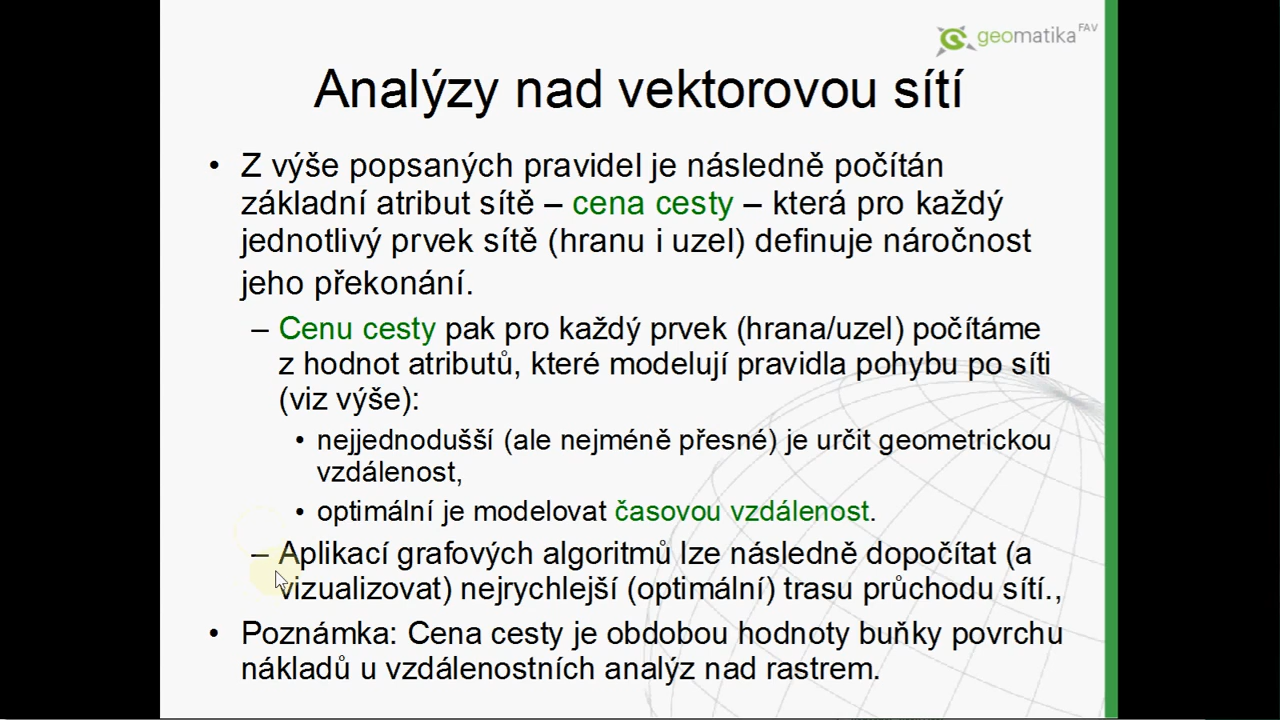 geomatika FAV
Analýzy nad vektorovou sítí
• Z výše popsaných pravidel je následně počítán
základní atribut sítě – cena cesty – která pro každý
jednotlivý prvek sítě (hranu i uzel) definuje náročnost
jeho překonání.
– Cenu cesty pak pro každý prvek (hrana/uzel) počítáme
z hodnot atributů, které modelují pravidla pohybu po síti
(viz výše):
• nejjednodušší (ale nejméně přesné) je určit geometrickou
vzdálenost,
• optimální je modelovat časovou vzdálenost.
– Aplikací grafových algoritmů lze následně dopočítat (a
vizualizovat) nejrychlejší (optimální) trasu průchodu sítí.,
• Poznámka: Cena cesty je obdobou hodnoty buňky povrchu
nákladů u vzdálenostních analýz nad rastrem.